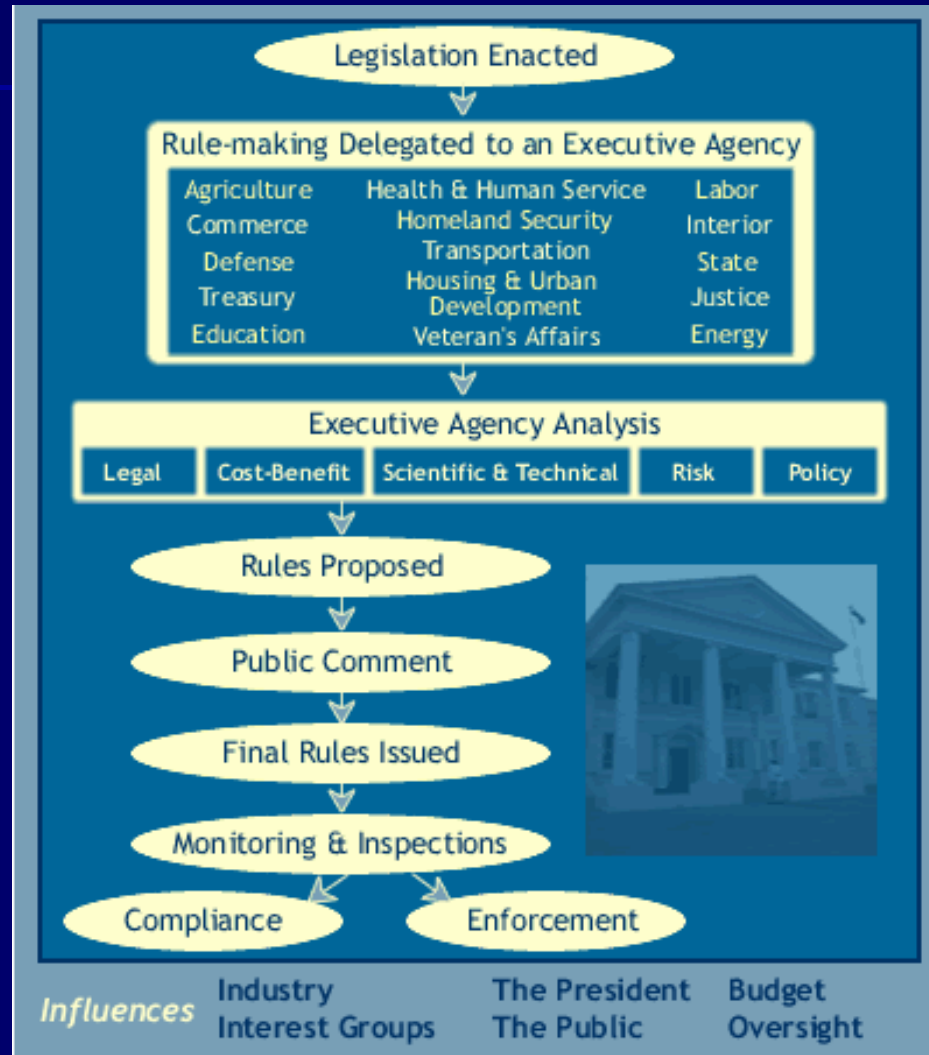 Legislation Enacted
Rule-making Delegated to an Executive Agency
Agriculture
Commerce
Defense
Treasury
Education
Health & Human Service
Homeland Security
Transportation
Housing & Urban
Development
Veteran's Affairs
Labor
Interior
State
Justice
Energy
Executive Agency Analysis
Legal
Cost-Benefit
Scientific & Technical
Risk
Policy
Rules Proposed
Public Comment
Final Rules Issued
Monitoring & Inspections
Compliance
Enforcement
Influences
Industry
Interest Groups
The President
The Public
Budget
Oversight